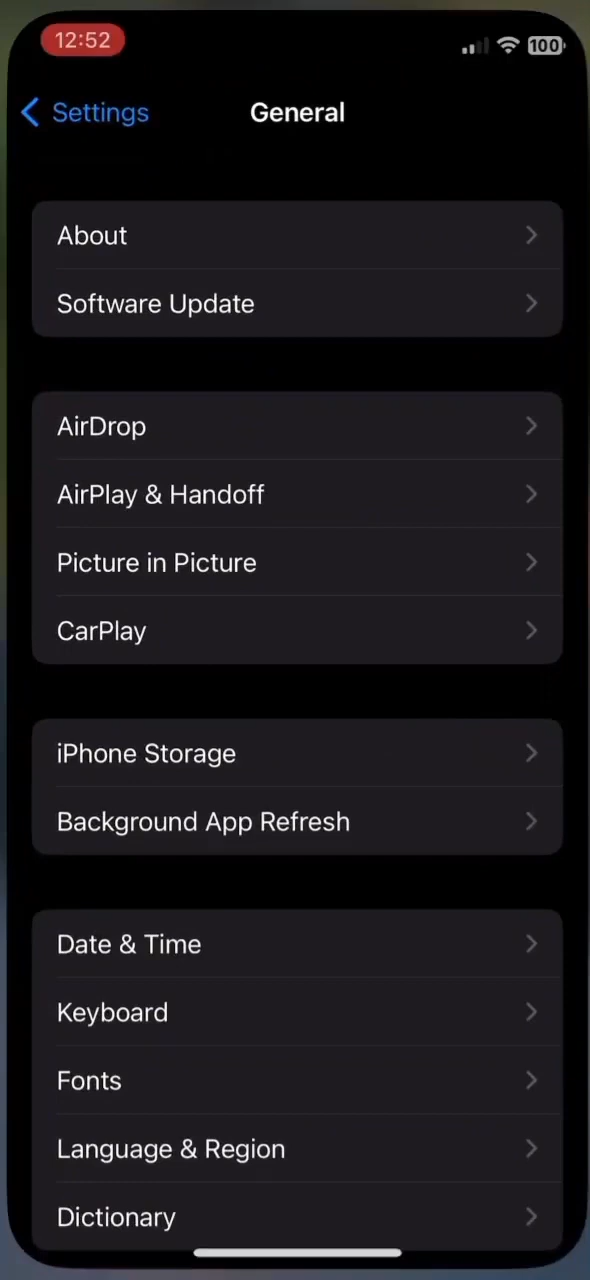 12:52
100
Settings
General
About
Software Update
AirDrop
AirPlay & Handoff
Picture in Picture
CarPlay
iPhone Storage
Background App Refresh
Date & Time
Keyboard
Fonts
Language & Region
Dictionary